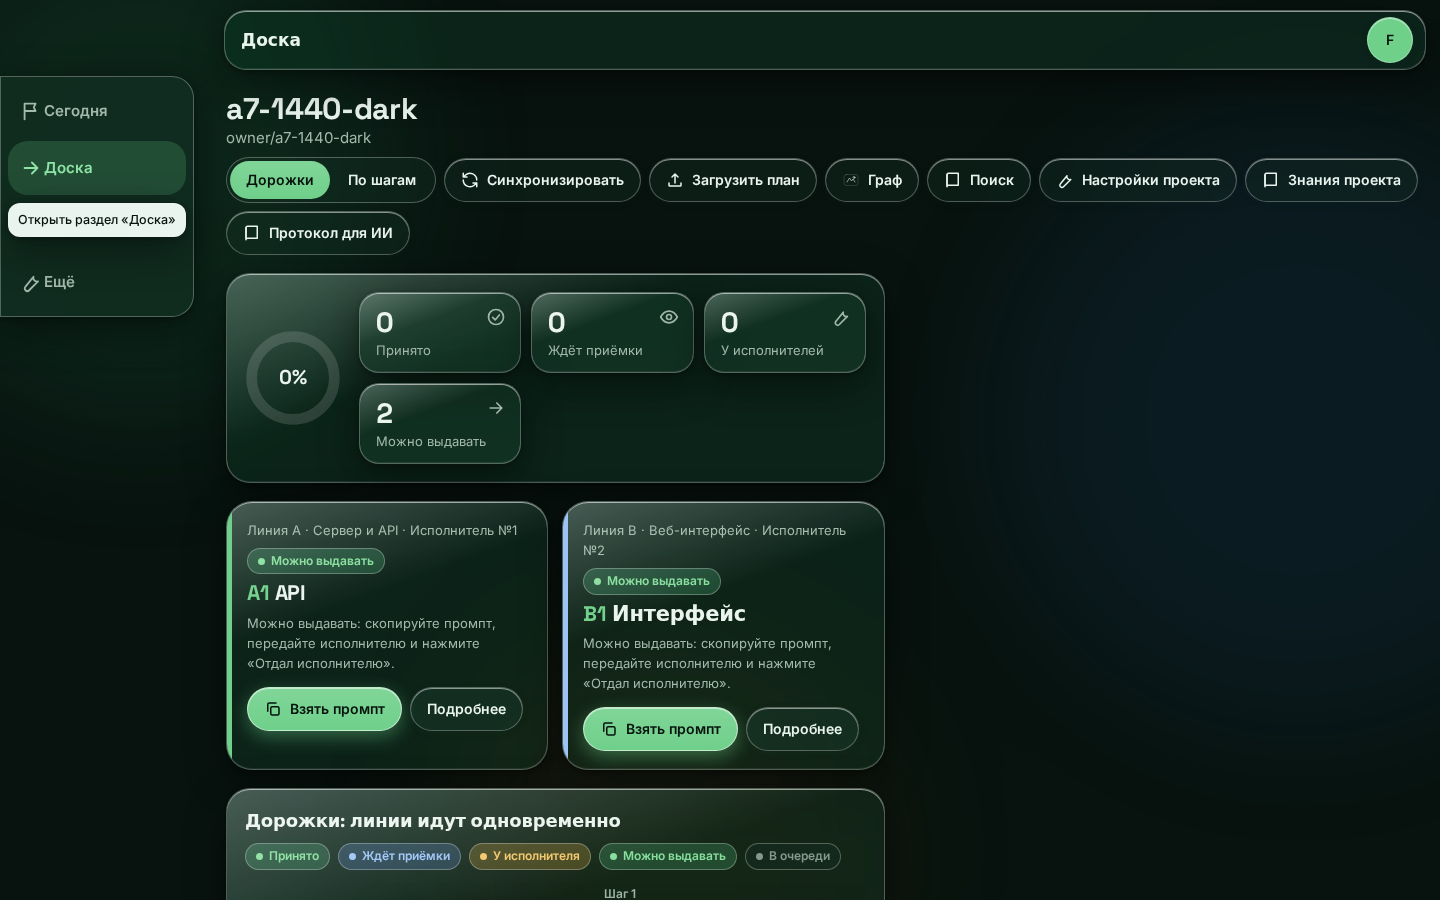 Доска
F
Сегодня
Доска
Открыть раздел «Доска»
Ещё
a7-1440-dark
owner/a7-1440-dark
Дорожки
По шагам
Синхронизировать
Загрузить план
Граф
Поиск
Настройки проекта
Знания проекта
Протокол для ИИ
0%
0
Принято
0
Ждёт приёмки
0
У исполнителей
2
Можно выдавать
Линия A · Сервер и API · Исполнитель №1
Можно выдавать
A1 API
Можно выдавать: скопируйте промпт,
передайте исполнителю и нажмите
«Отдал исполнителю».
Взять промпт
Подробнее
Линия B · Веб-интерфейс · Исполнитель
№2
Можно выдавать
B1 Интерфейс
Можно выдавать: скопируйте промпт,
передайте исполнителю и нажмите
«Отдал исполнителю».
Взять промпт
Подробнее
Дорожки: линии идут одновременно
Принято
Ждёт приёмки
У исполнителя
Можно выдавать
В очереди
Шаг 1